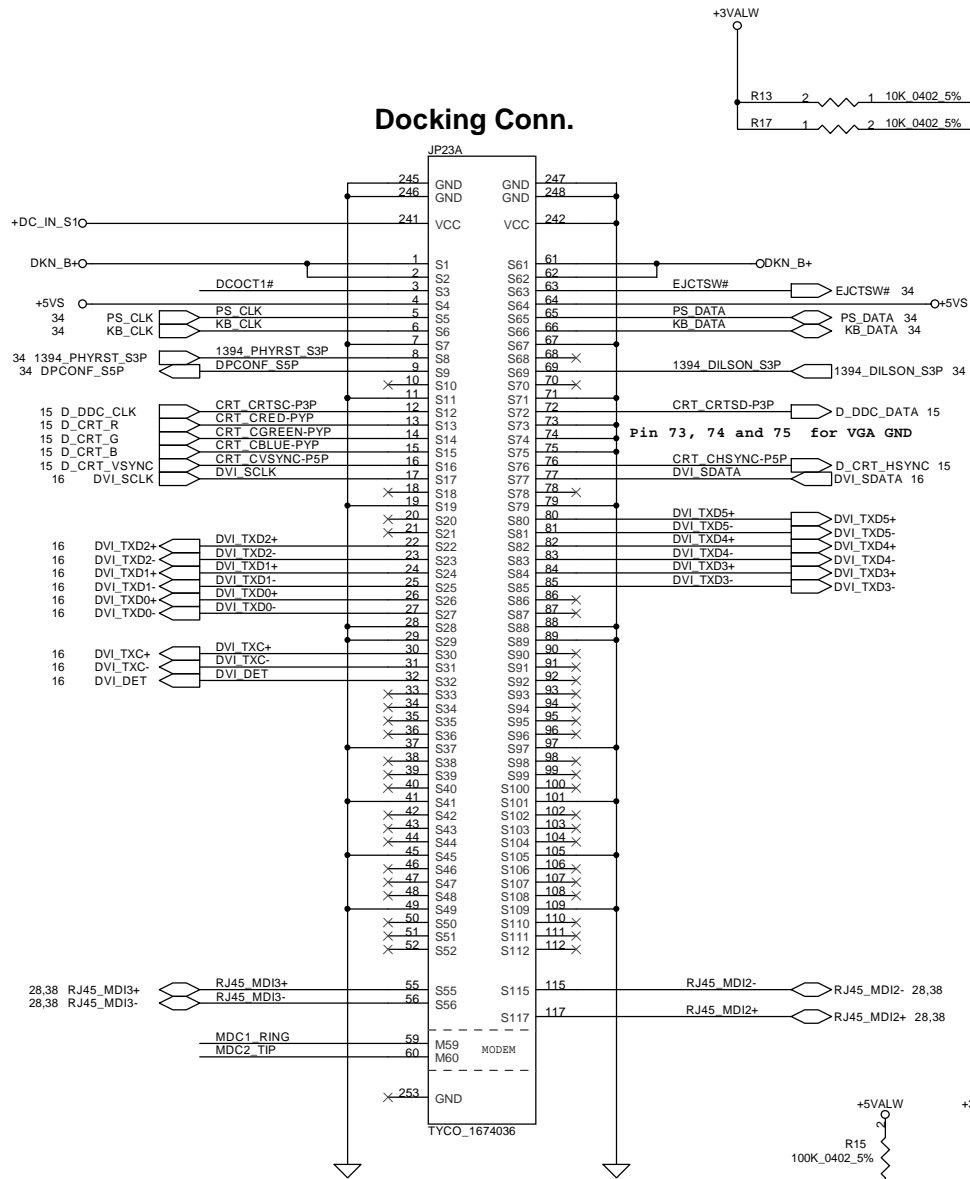 +3VALW
R13 2 1 10K_0402_5%
R17 1 2 10K_0402_5%
Docking Conn.
JP23A
245 GND GND 247
246 GND GND 248
+DC_IN_S1 241 VCC 242
DKN_B+ 1 S1 S61 61 DKN_B+
2 S2 S62 62
DCOCT1# 3 S3 S63 63 EJCTSW# EJCTSW# 34
+5VS 4 S4 S64 64 +5VS
34 PS_CLK PS_CLK 5 S5 S65 65 PS_DATA PS_DATA 34
34 KB_CLK KB_CLK 6 S6 S66 66 KB_DATA KB_DATA 34
7 S7 S67 67
34 1394_PHYRST_S3P 1394_PHYRST_S3P 8 S8 S68 68
34 DPCONF_S5P DPCONF_S5P 9 S9 S69 69 1394_DILSON_S3P 1394_DILSON_S3P 34
10 S10 S70 70
11 S11 S71 71
15 D_DDC_CLK CRT_CRTSC-P3P 12 S12 S72 72 CRT_CRTSD-P3P D_DDC_DATA 15
15 D_CRT_R CRT_CRED-PYP 13 S13 S73 73
15 D_CRT_G CRT_CGREEN-PYP 14 S14 S74 74 Pin 73, 74 and 75 for VGA GND
15 D_CRT_B CRT_CBLUE-PYP 15 S15 S75 75
15 D_CRT_VSYNC CRT_CVSYNC-P5P 16 S16 S76 76 CRT_CHSYNC-P5P D_CRT_HSYNC 15
16 DVI_SCLK DVI_SCLK 17 S17 S77 77 DVI_SDATA DVI_SDATA 16
18 S18 S78 78
19 S19 S79 79
20 S20 S80 80 DVI_TXD5+ DVI_TXD5+
21 S21 S81 81 DVI_TXD5- DVI_TXD5-
16 DVI_TXD2+ DVI_TXD2+ 22 S22 S82 82 DVI_TXD4+ DVI_TXD4+
16 DVI_TXD2- DVI_TXD2- 23 S23 S83 83 DVI_TXD4- DVI_TXD4-
16 DVI_TXD1+ DVI_TXD1+ 24 S24 S84 84 DVI_TXD3+ DVI_TXD3+
16 DVI_TXD1- DVI_TXD1- 25 S25 S85 85 DVI_TXD3- DVI_TXD3-
16 DVI_TXD0+ DVI_TXD0+ 26 S26 S86 86
16 DVI_TXD0- DVI_TXD0- 27 S27 S87 87
28 S28 S88 88
29 S29 S89 89
16 DVI_TXC+ DVI_TXC+ 30 S30 S90 90
16 DVI_TXC- DVI_TXC- 31 S31 S91 91
16 DVI_DET DVI_DET 32 S32 S92 92
33 S33 S93 93
34 S34 S94 94
35 S35 S95 95
36 S36 S96 96
37 S37 S97 97
38 S38 S98 98
39 S39 S99 99
40 S40 S100 100
41 S41 S101 101
42 S42 S102 102
43 S43 S103 103
44 S44 S104 104
45 S45 S105 105
46 S46 S106 106
47 S47 S107 107
48 S48 S108 108
49 S49 S109 109
50 S50 S110 110
51 S51 S111 111
52 S52 S112 112
28,38 RJ45_MDI3+ RJ45_MDI3+ 55 S55 S115 115 RJ45_MDI2- RJ45_MDI2- 28,38
28,38 RJ45_MDI3- RJ45_MDI3- 56 S56
S117 117 RJ45_MDI2+ RJ45_MDI2+ 28,38
MDC1_RING 59 M59 MODEM
MDC2_TIP 60 M60
253 GND
TYCO_1674036
+5VALW
2
R15
100K_0402_5%